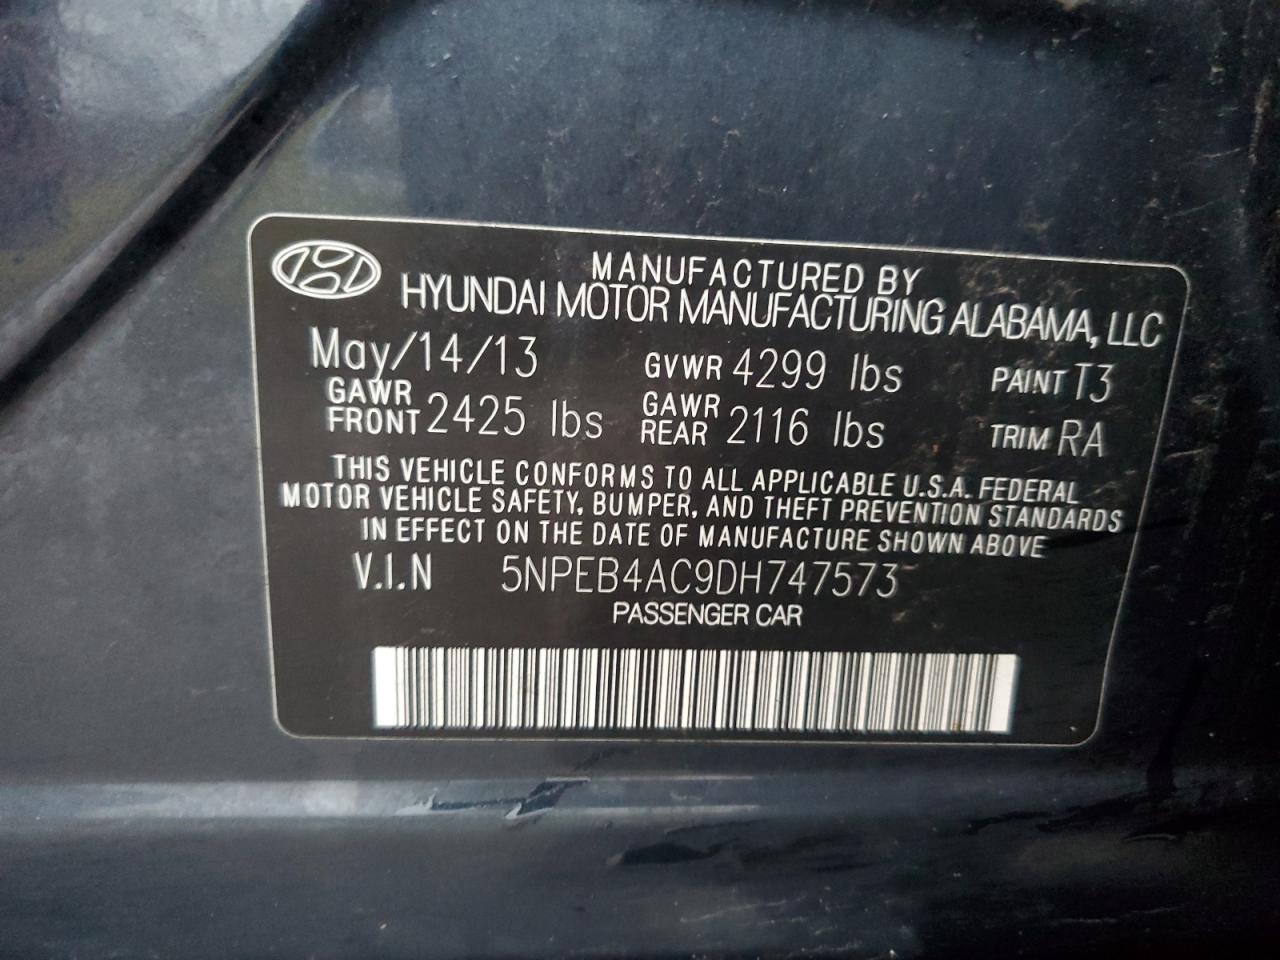 MANUFACTURED BY
HYUNDAI MOTOR MANUFACTURING ALABAMA, LLC
May/14/13 GVWR 4299 lbs PAINT T3
GAWR FRONT 2425 lbs GAWR REAR 2116 lbs TRIM RA
THIS VEHICLE CONFORMS TO ALL APPLICABLE U.S.A. FEDERAL
MOTOR VEHICLE SAFETY, BUMPER, AND THEFT PREVENTION STANDARDS
IN EFFECT ON THE DATE OF MANUFACTURE SHOWN ABOVE
V.I.N 5NPEB4AC9DH747573
PASSENGER CAR